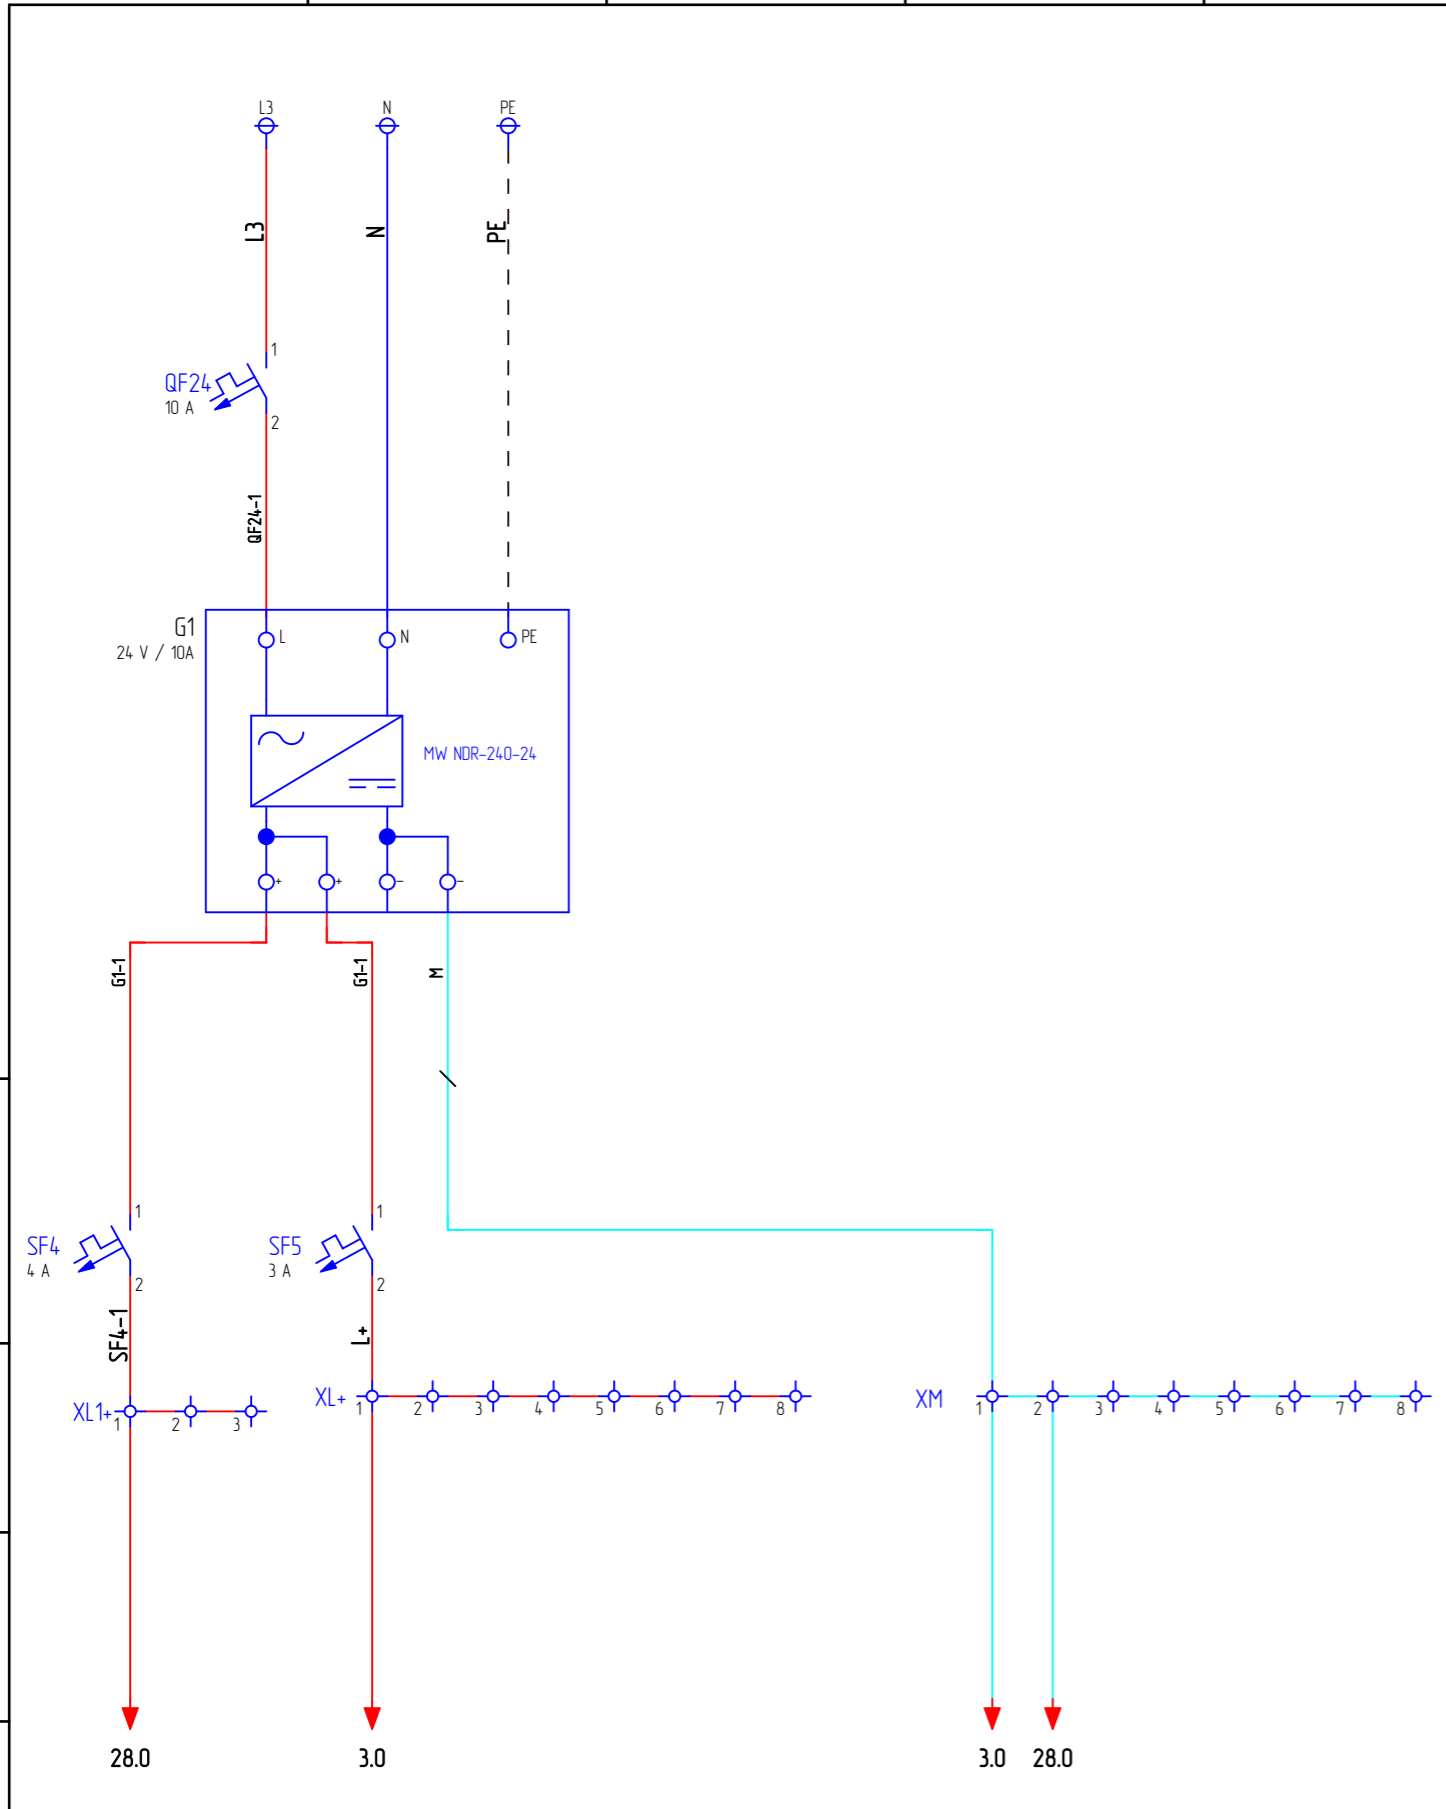 L3 N PE
L3 N PE
1
QF24
10 A
2
QF24-1
G1
24 V / 10A
L N PE
MW NDR-240-24
+ + - -
G1-1 G1-1 M
1 1
SF4 SF5
4 A 3 A
2 2
SF4-1 L+
XL+ 1 2 3 4 5 6 7 8
XM 1 2 3 4 5 6 7 8
XL1+ 1 2 3
28.0 3.0 3.0 28.0